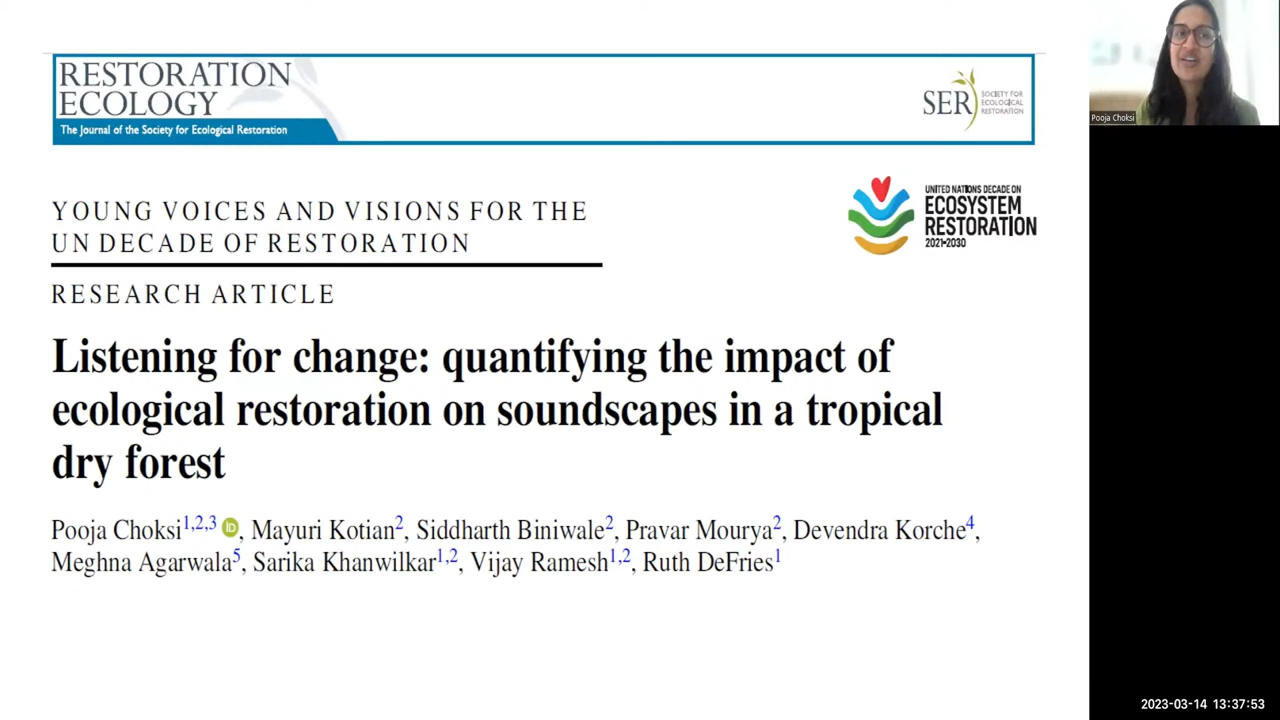 RESTORATION
ECOLOGY
The Journal of the Society for Ecological Restoration
SER
SOCIETY FOR
ECOLOGICAL
RESTORATION
Pooja Choksi
YOUNG VOICES AND VISIONS FOR THE
UN DECADE OF RESTORATION
UNITED NATIONS DECADE ON
ECOSYSTEM
RESTORATION
2021-2030
RESEARCH ARTICLE
Listening for change: quantifying the impact of
ecological restoration on soundscapes in a tropical
dry forest
Pooja Choksi1,2,3 iD, Mayuri Kotian2, Siddharth Biniwale2, Pravar Mourya2, Devendra Korche4,
Meghna Agarwala5, Sarika Khanwilkar1,2, Vijay Ramesh1,2, Ruth DeFries1
2023-03-14 13:37:53